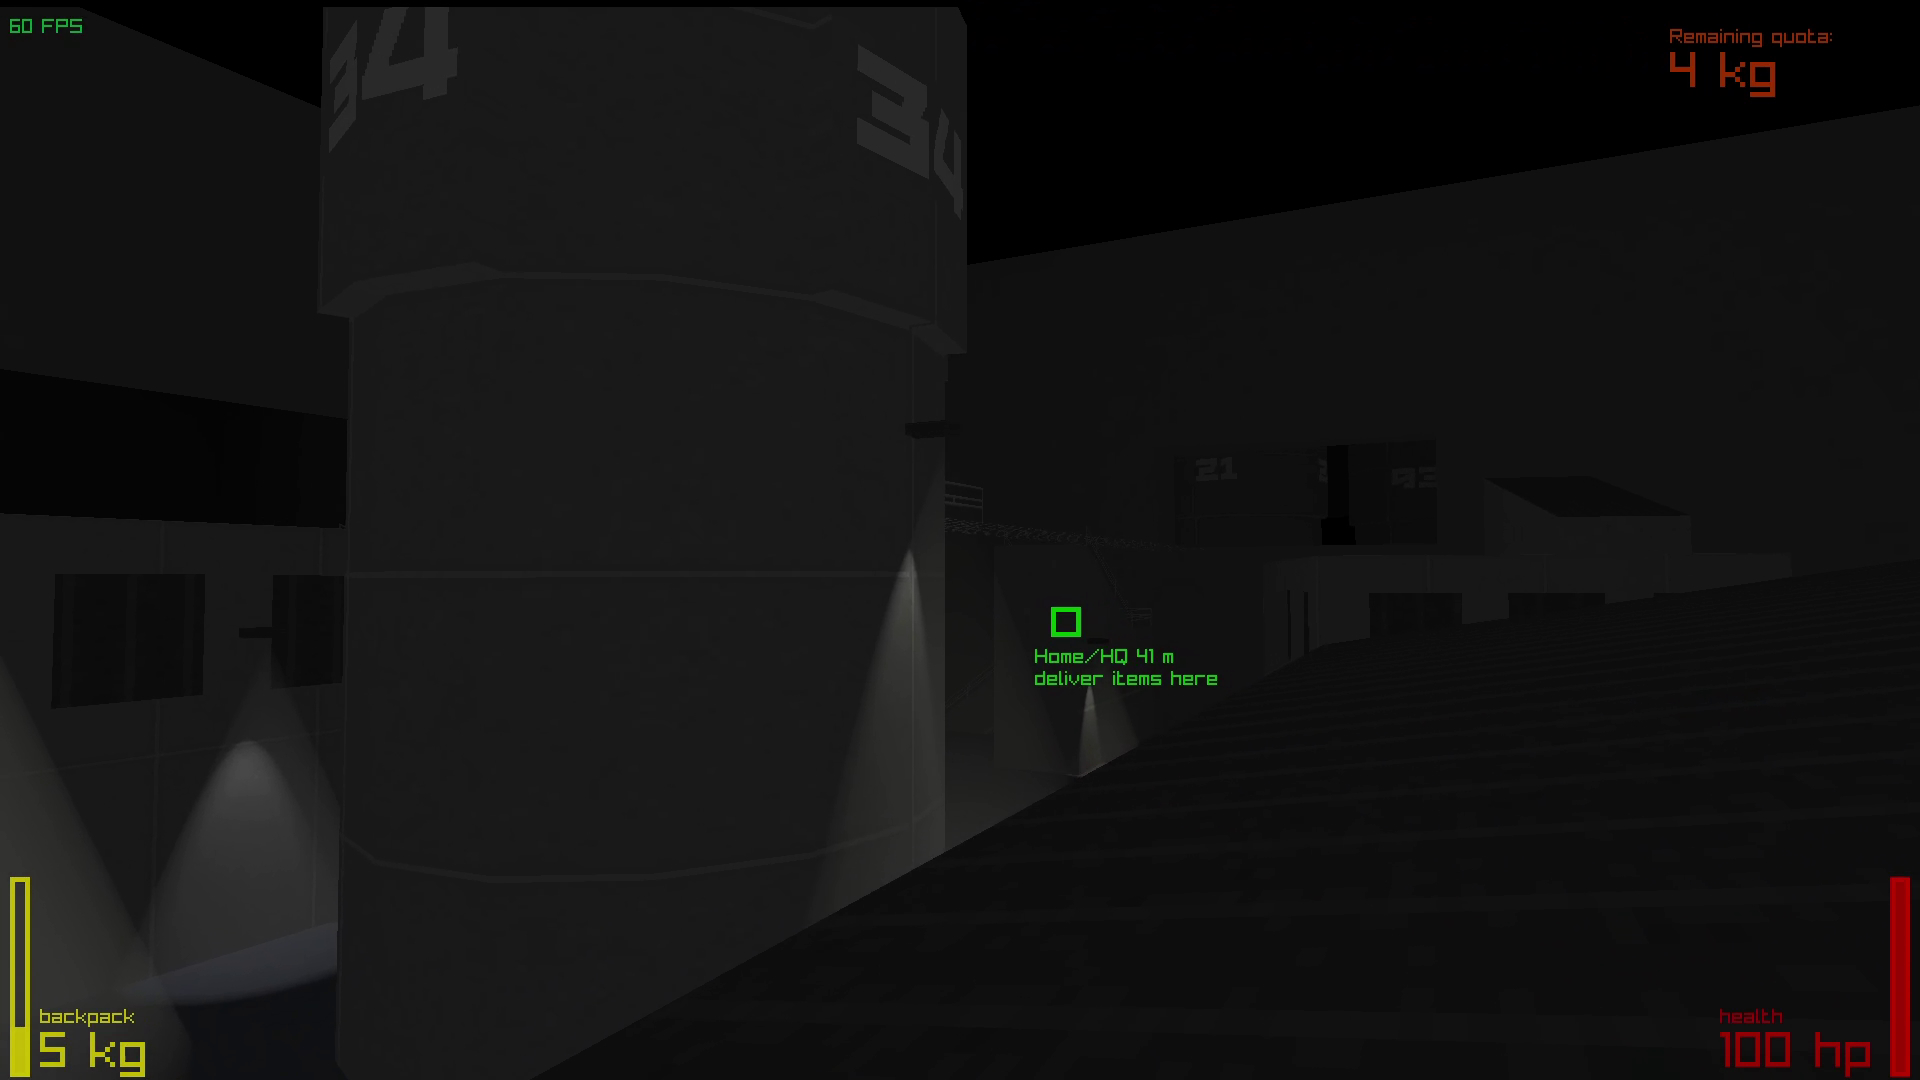 60 FPS
Remaining quota:
4 kg
34
34
21
93
Home/HQ 41 m
deliver items here
backpack
5 kg
health
100 hp